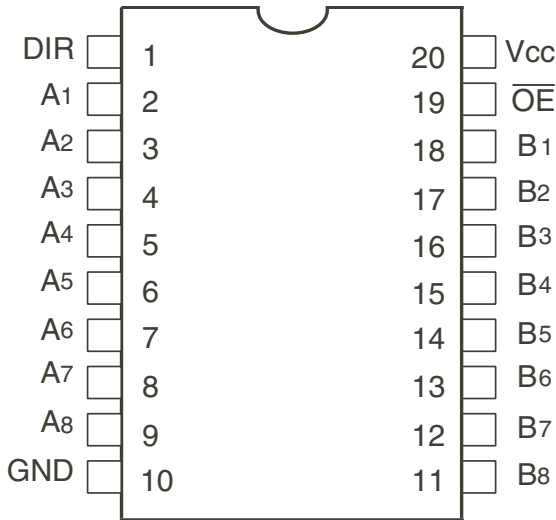 DIR 1 20 Vcc
A1 2 19 O̅E̅
A2 3 18 B1
A3 4 17 B2
A4 5 16 B3
A5 6 15 B4
A6 7 14 B5
A7 8 13 B6
A8 9 12 B7
GND 10 11 B8